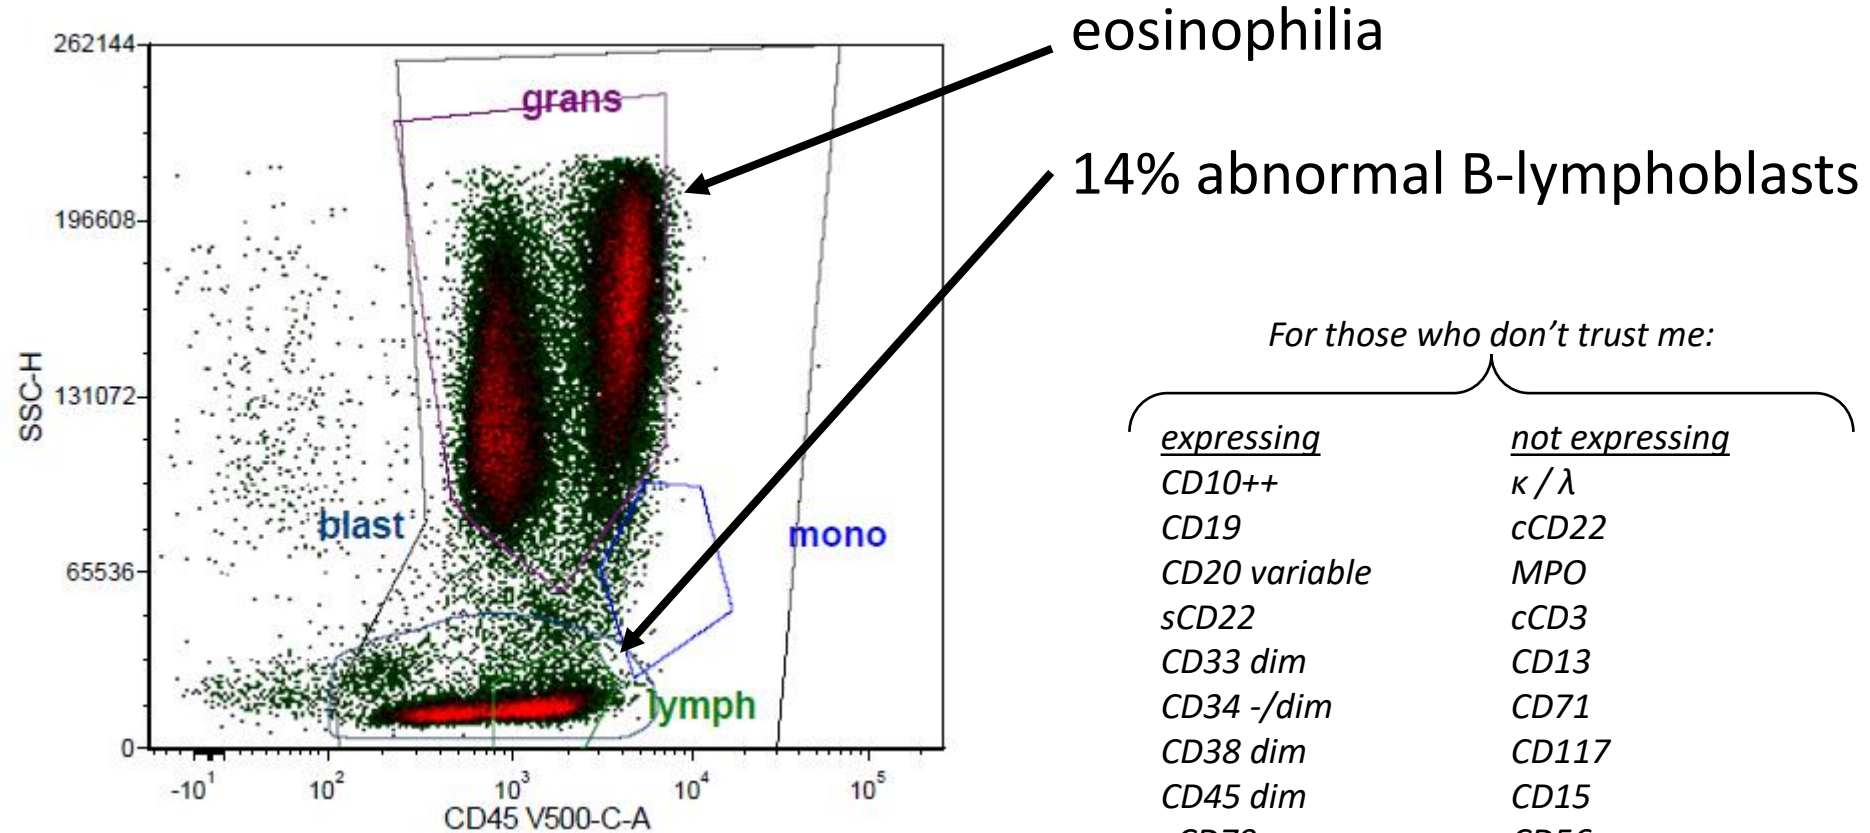 eosinophilia
14% abnormal B-lymphoblasts
262144
196608
131072
65536
0
SSC-H
grans
blast
mono
lymph
-10¹
10²
10³
10⁴
10⁵
CD45 V500-C-A
For those who don’t trust me:
expressing
CD10++
CD19
CD20 variable
sCD22
CD33 dim
CD34 -/dim
CD38 dim
CD45 dim
not expressing
κ / λ
cCD22
MPO
cCD3
CD13
CD71
CD117
CD15